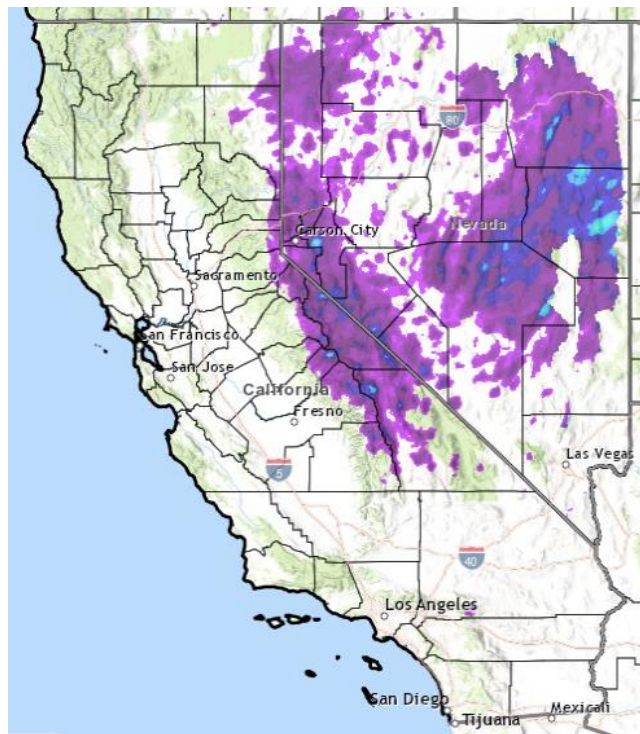 80
Carson City
Nevada
Sacramento
San Francisco
San Jose
California
Fresno
5
Las Vegas
40
Los Angeles
San Diego
Tijuana
Mexicali